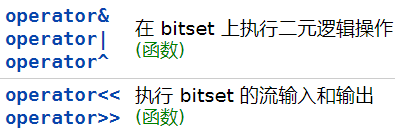 operator&
operator|
operator^
在 bitset 上执行二元逻辑操作
(函数)
operator<<
operator>>
执行 bitset 的流输入和输出
(函数)